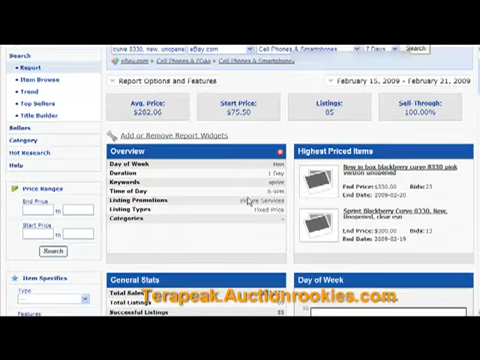 Search
Report
Item Browse
Trend
Top Sellers
Title Builder
Sellers
Category
Hot Research
Help
Price Ranges
End Price
to
Start Price
to
Search
Item Specifics
Type
Features
curve 8330, new, unopene
eBay.com
Cell Phones & Smartphones
7 Days
Search
eBay.com > Cell Phones & PDAs > Cell Phones & Smartphones
Report Options and Features
February 15, 2009 - February 21, 2009
Avg. Price:
$282.06
Start Price:
$75.50
Listings:
85
Sell-Through:
100.00%
Add or Remove Report Widgets
Overview
Day of Week Mon
Duration 1 Day
Keywords sprint
Time of Day
Listing Promotions Picture Services
Listing Types Fixed Price
Categories -
Highest Priced Items
New in box blackberry curve 8330 pink
verizon unopened
End Price: $330.00 Bids: 23
End Date: 2009-02-20
Sprint Blackberry Curve 8330, New,
Unopened, clear esn
End Price: $300.00 Bids: 13
End Date: 2009-02-19
General Stats
Total Sales
Total Listings
Successful Listings 85
Day of Week
10
Terapeak.Auctionrookies.com